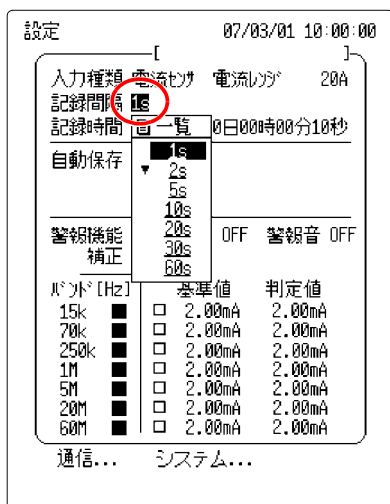 設定 07/03/01 10:00:00
[ ]
入力種類 電流センサ 電流レンジ 20A
記録間隔 1s
記録時間 一覧 0日00時00分10秒
自動保存 1s
▼ 2s
5s
10s
警報機能 20s OFF 警報音 OFF
補正 30s
60s
バンド[Hz] 基準値 判定値
15k ■ □ 2.00mA 2.00mA
70k ■ □ 2.00mA 2.00mA
250k ■ □ 2.00mA 2.00mA
1M ■ □ 2.00mA 2.00mA
5M ■ □ 2.00mA 2.00mA
20M ■ □ 2.00mA 2.00mA
60M ■ □ 2.00mA 2.00mA
通信... システム...